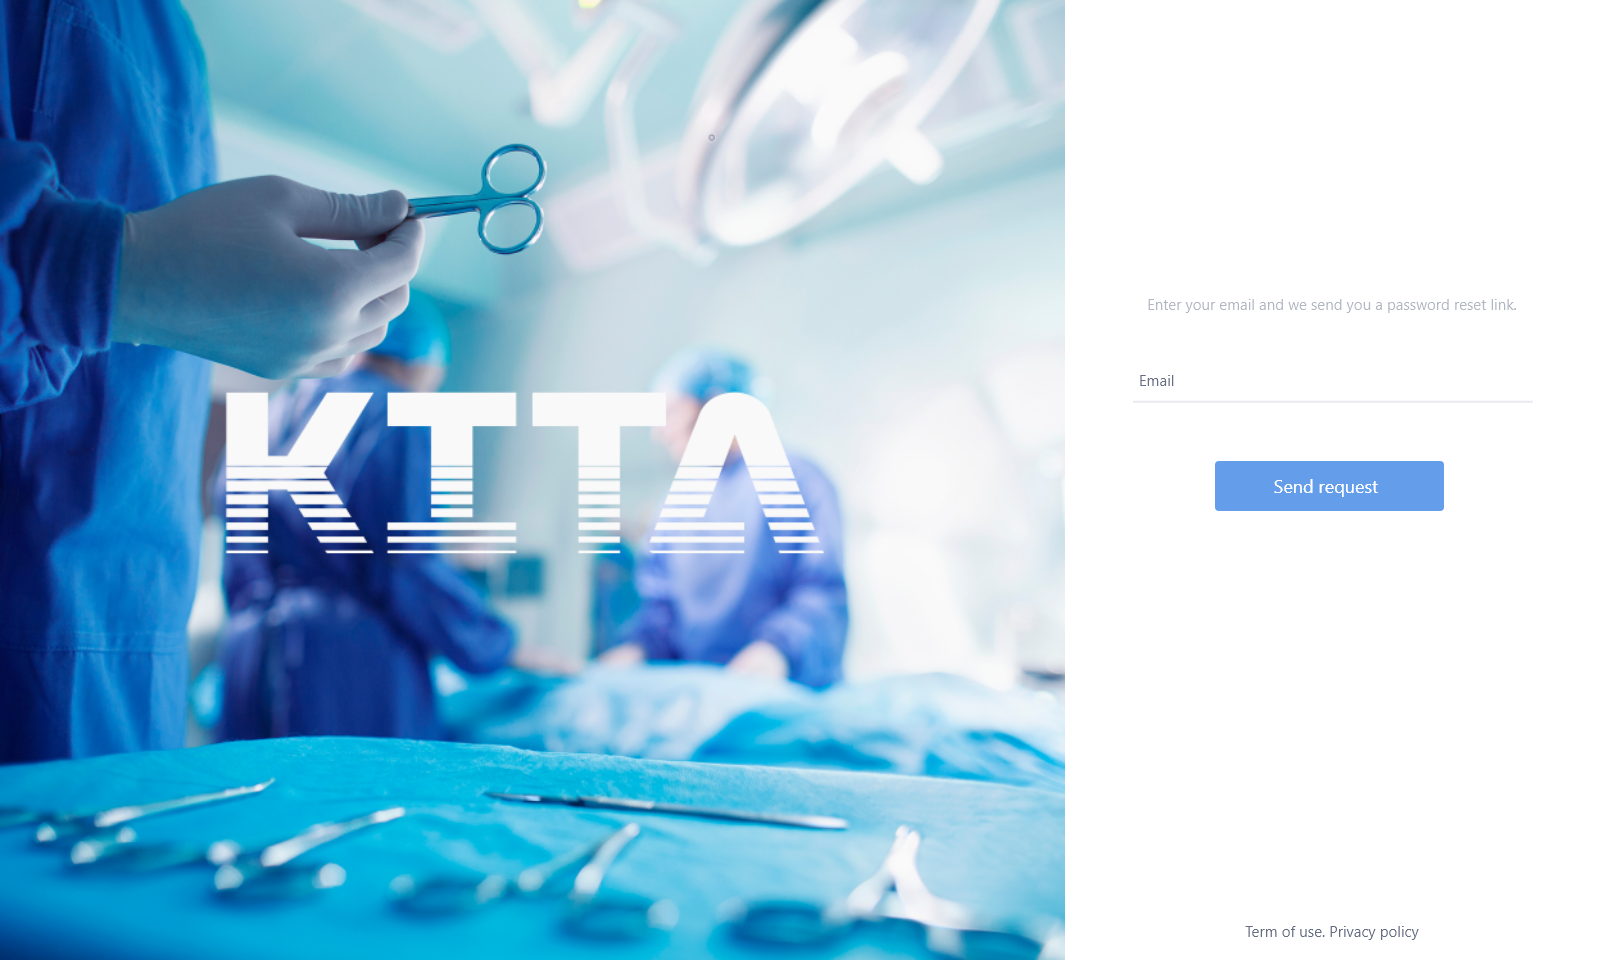 KITA
Enter your email and we send you a password reset link.
Email
Send request
Term of use. Privacy policy